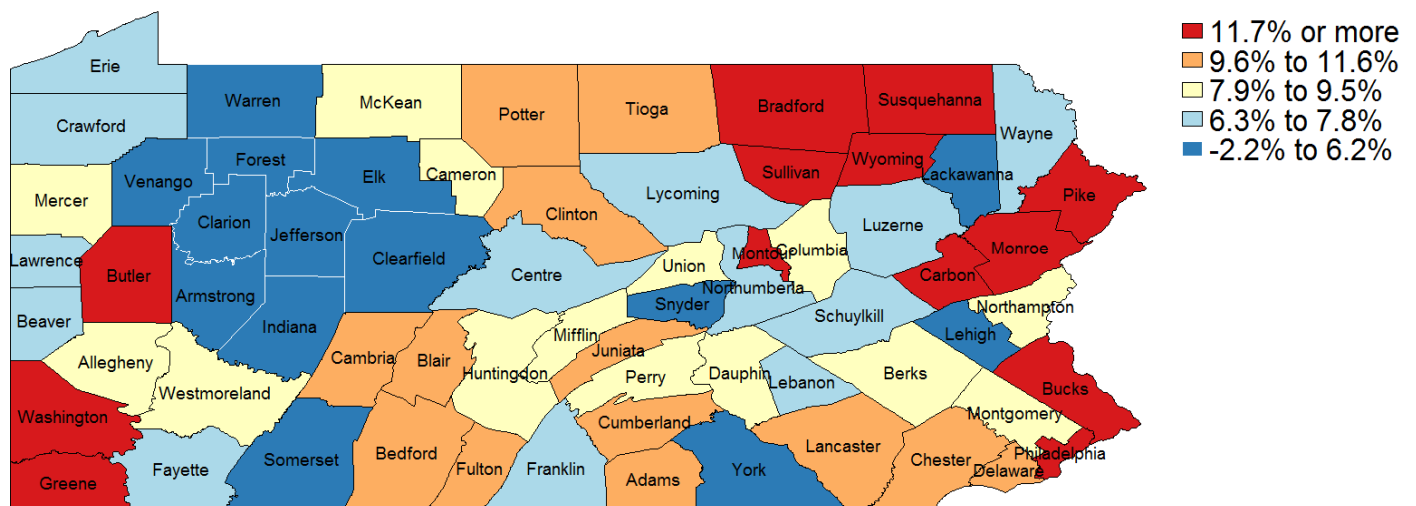 11.7% or more
9.6% to 11.6%
7.9% to 9.5%
6.3% to 7.8%
-2.2% to 6.2%
Erie
Warren
McKean
Potter
Tioga
Bradford
Susquehanna
Wayne
Crawford
Forest
Elk
Cameron
Venango
Clarion
Jefferson
Mercer
Lycoming
Sullivan
Wyoming
Lackawanna
Pike
Clinton
Luzerne
Monroe
Lawrence
Butler
Clearfield
Centre
Union
Montour
Columbia
Carbon
Armstrong
Beaver
Indiana
Snyder
Northumberla
Schuylkill
Northampton
Lehigh
Allegheny
Westmoreland
Cambria
Blair
Huntingdon
Mifflin
Juniata
Perry
Dauphin
Lebanon
Berks
Bucks
Montgomery
Washington
Greene
Fayette
Somerset
Bedford
Fulton
Franklin
Cumberland
Adams
York
Lancaster
Chester
Delaware
Philadelphia